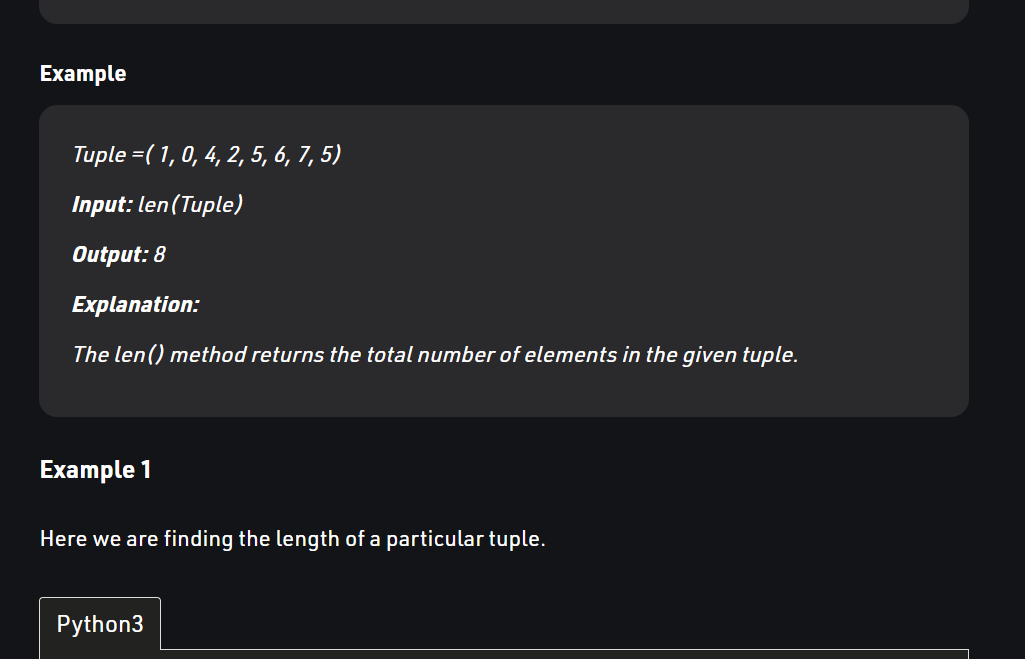 Example
Tuple =( 1, 0, 4, 2, 5, 6, 7, 5)
Input: len(Tuple)
Output: 8
Explanation:
The len() method returns the total number of elements in the given tuple.
Example 1
Here we are finding the length of a particular tuple.
Python3